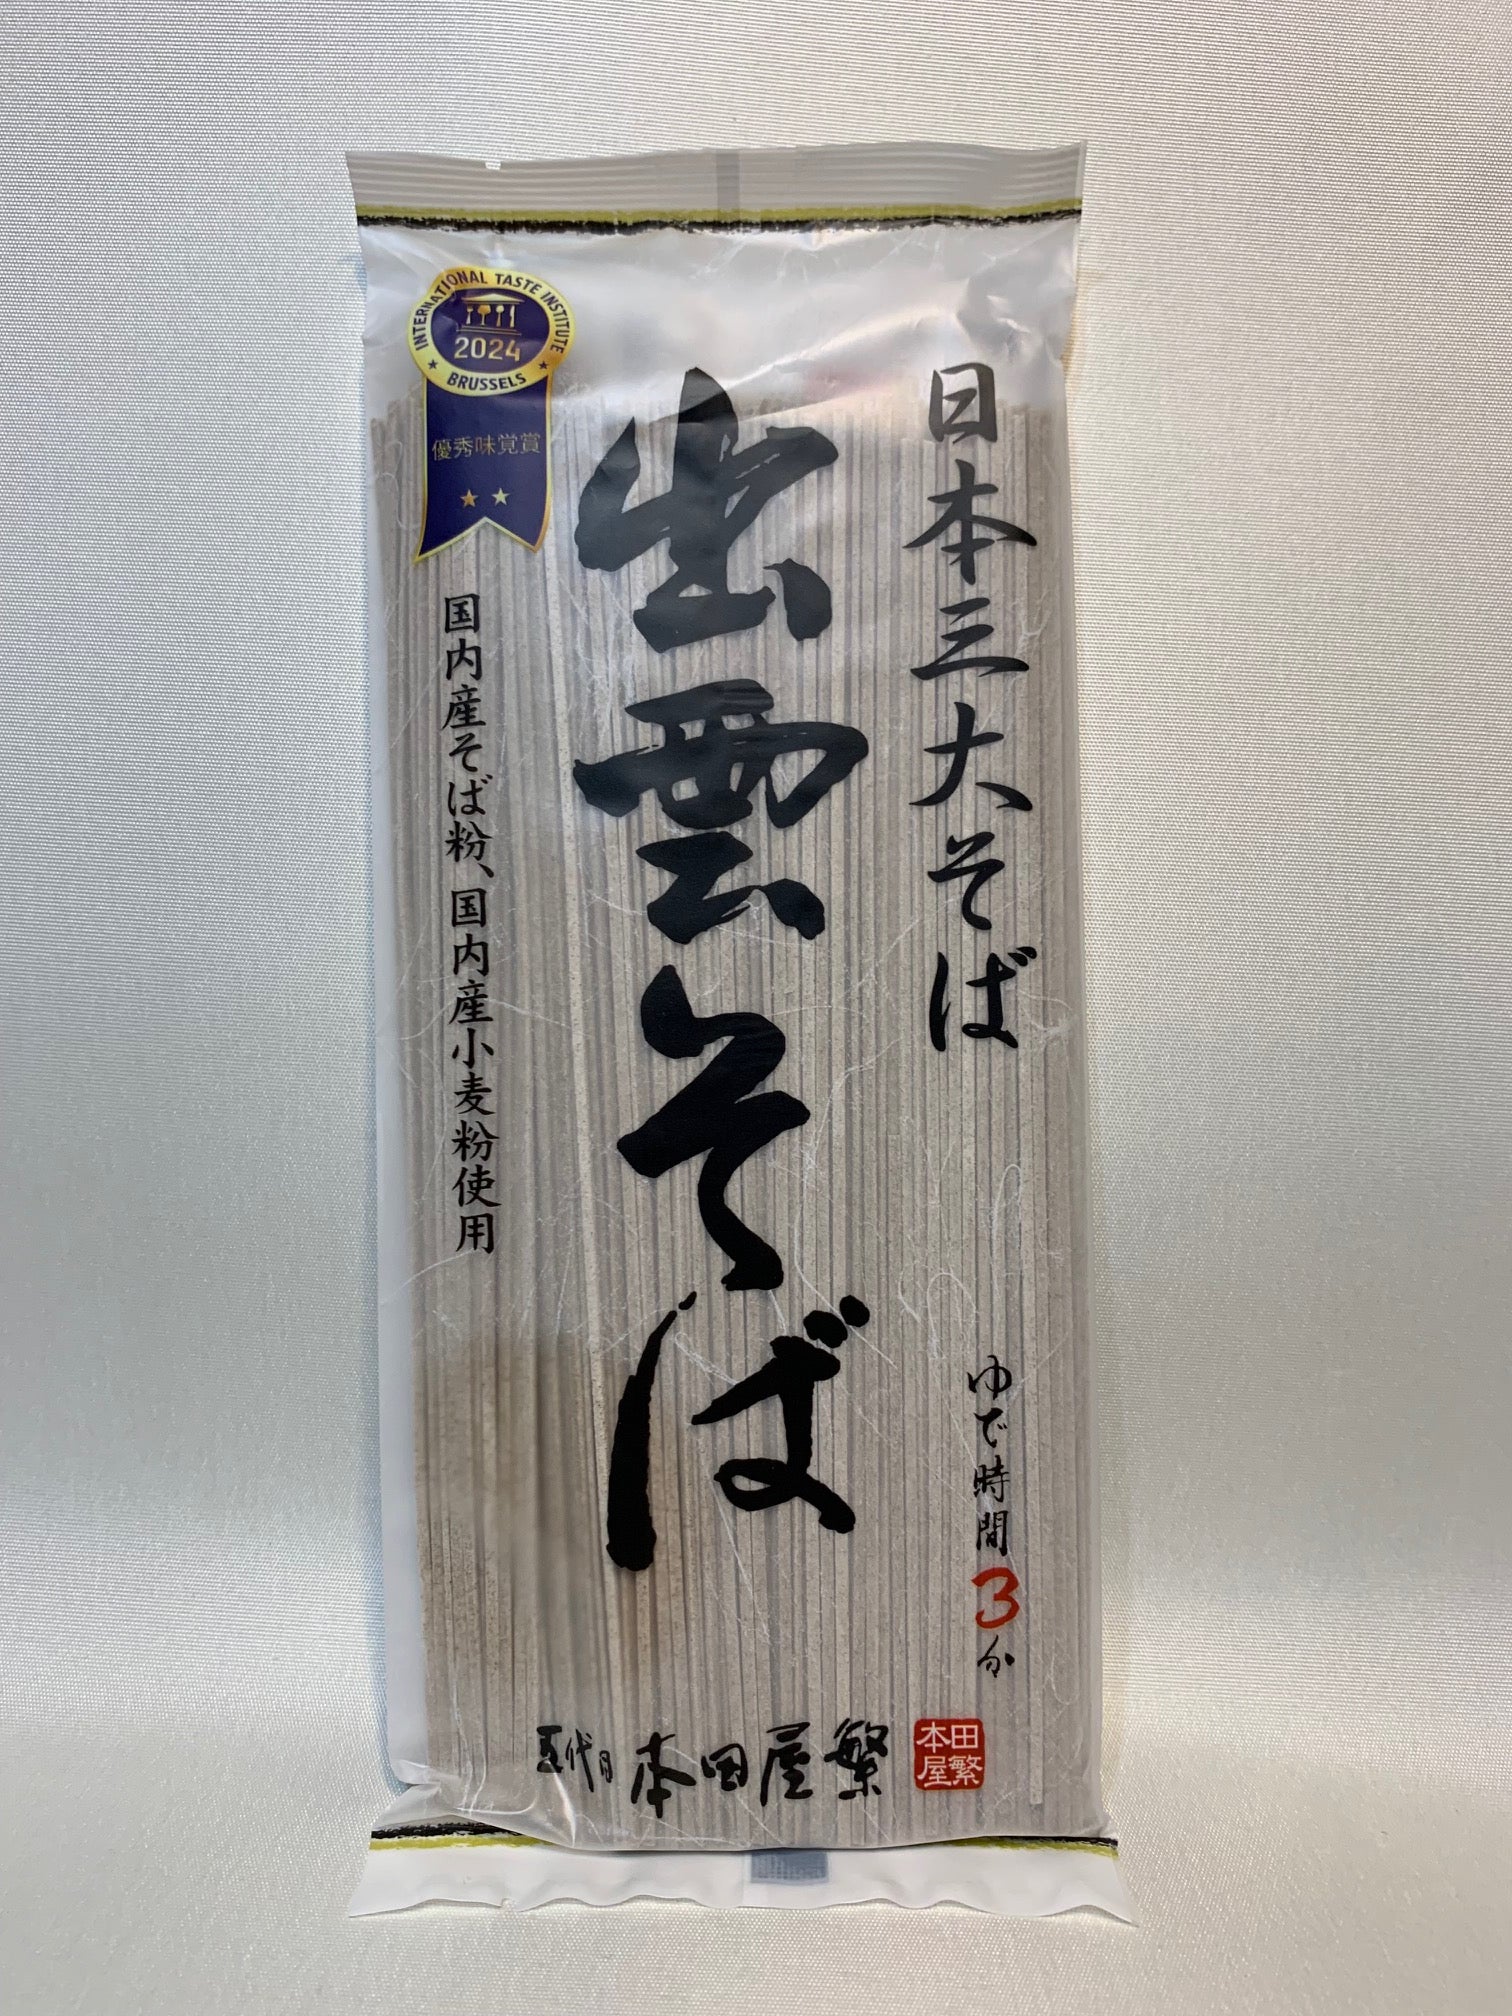 日本三大そば
出雲そば
INTERNATIONAL TASTE INSTITUTE
2024
BRUSSELS
優秀味覚賞
国内産そば粉、国内産小麦粉使用
ゆで時間3分
五代目 本田屋繁
田繁
本屋